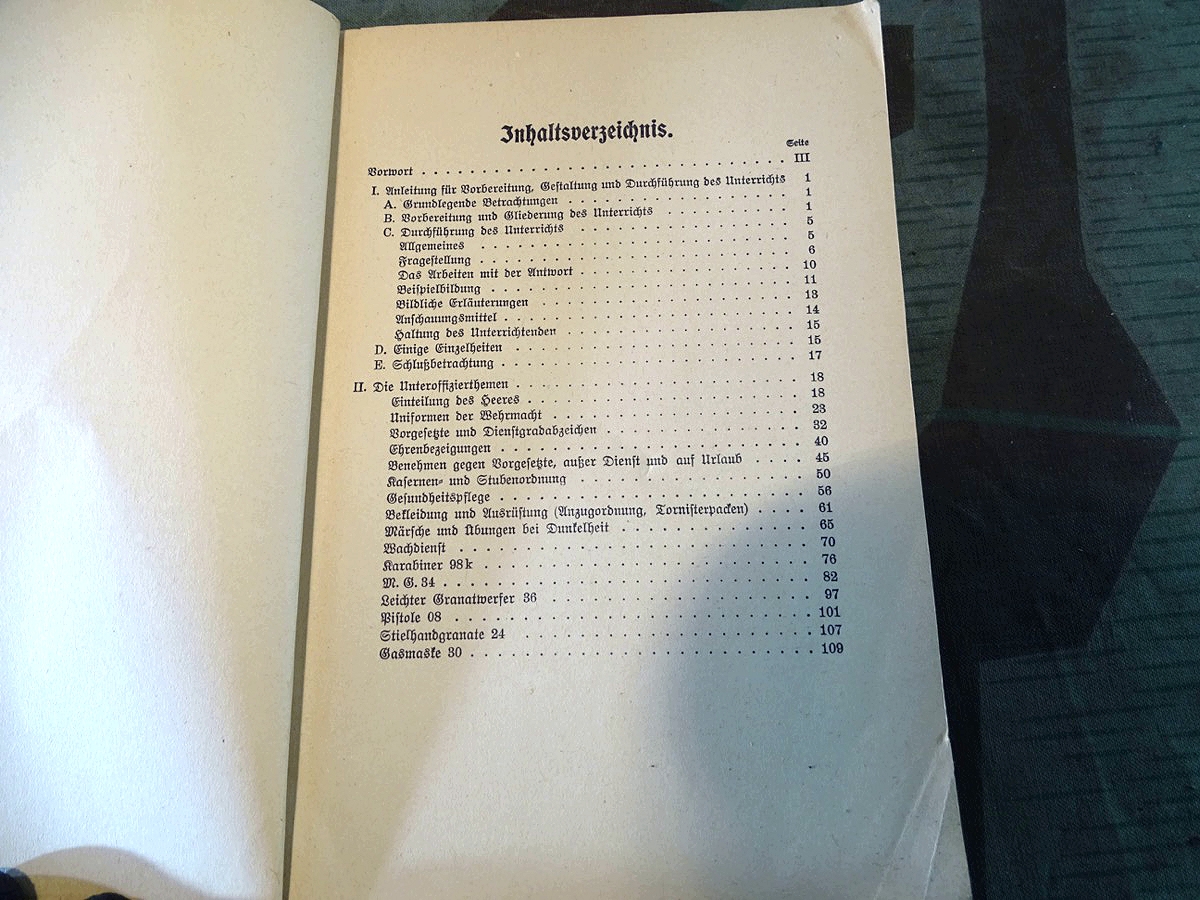 Inhaltsverzeichnis.
Seite
Vorwort . . . . . . . . . . . . . . . . . . . . . . . . . . III
I. Anleitung für Vorbereitung, Gestaltung und Durchführung des Unterrichts 1
A. Grundlegende Betrachtungen . . . . . . . . . . . . . . . 1
B. Vorbereitung und Gliederung des Unterrichts . . . . . . . . . 1
C. Durchführung des Unterrichts . . . . . . . . . . . . . . . 5
Allgemeines . . . . . . . . . . . . . . . . . . . . . . 5
Fragestellung . . . . . . . . . . . . . . . . . . . . . . 6
Das Arbeiten mit der Antwort . . . . . . . . . . . . . . . 10
Beispielbildung . . . . . . . . . . . . . . . . . . . . . 11
Bildliche Erläuterungen . . . . . . . . . . . . . . . . . . 13
Anschauungsmittel . . . . . . . . . . . . . . . . . . . . 14
Haltung des Unterrichtenden . . . . . . . . . . . . . . . . 15
D. Einige Einzelheiten . . . . . . . . . . . . . . . . . . . . 15
E. Schlußbetrachtung . . . . . . . . . . . . . . . . . . . . 17
II. Die Unteroffizierthemen . . . . . . . . . . . . . . . . . . . 18
Einteilung des Heeres . . . . . . . . . . . . . . . . . . . 18
Uniformen der Wehrmacht . . . . . . . . . . . . . . . . . 23
Vorgesetzte und Dienstgradabzeichen . . . . . . . . . . . . . 32
Ehrenbezeigungen . . . . . . . . . . . . . . . . . . . . . 40
Benehmen gegen Vorgesetzte, außer Dienst und auf Urlaub . . . . 45
Kasernen- und Stubenordnung . . . . . . . . . . . . . . . . 50
Gesundheitspflege . . . . . . . . . . . . . . . . . . . . . 56
Bekleidung und Ausrüstung (Anzugordnung, Tornisterpacken) . . . . 61
Märsche und Übungen bei Dunkelheit . . . . . . . . . . . . . 65
Wachdienst . . . . . . . . . . . . . . . . . . . . . . . . 70
Karabiner 98k . . . . . . . . . . . . . . . . . . . . . . . 76
M. G. 34 . . . . . . . . . . . . . . . . . . . . . . . . . 82
Leichter Granatwerfer 36 . . . . . . . . . . . . . . . . . . 97
Pistole 08 . . . . . . . . . . . . . . . . . . . . . . . . . 101
Stielhandgranate 24 . . . . . . . . . . . . . . . . . . . . 107
Gasmaske 30 . . . . . . . . . . . . . . . . . . . . . . . . 109